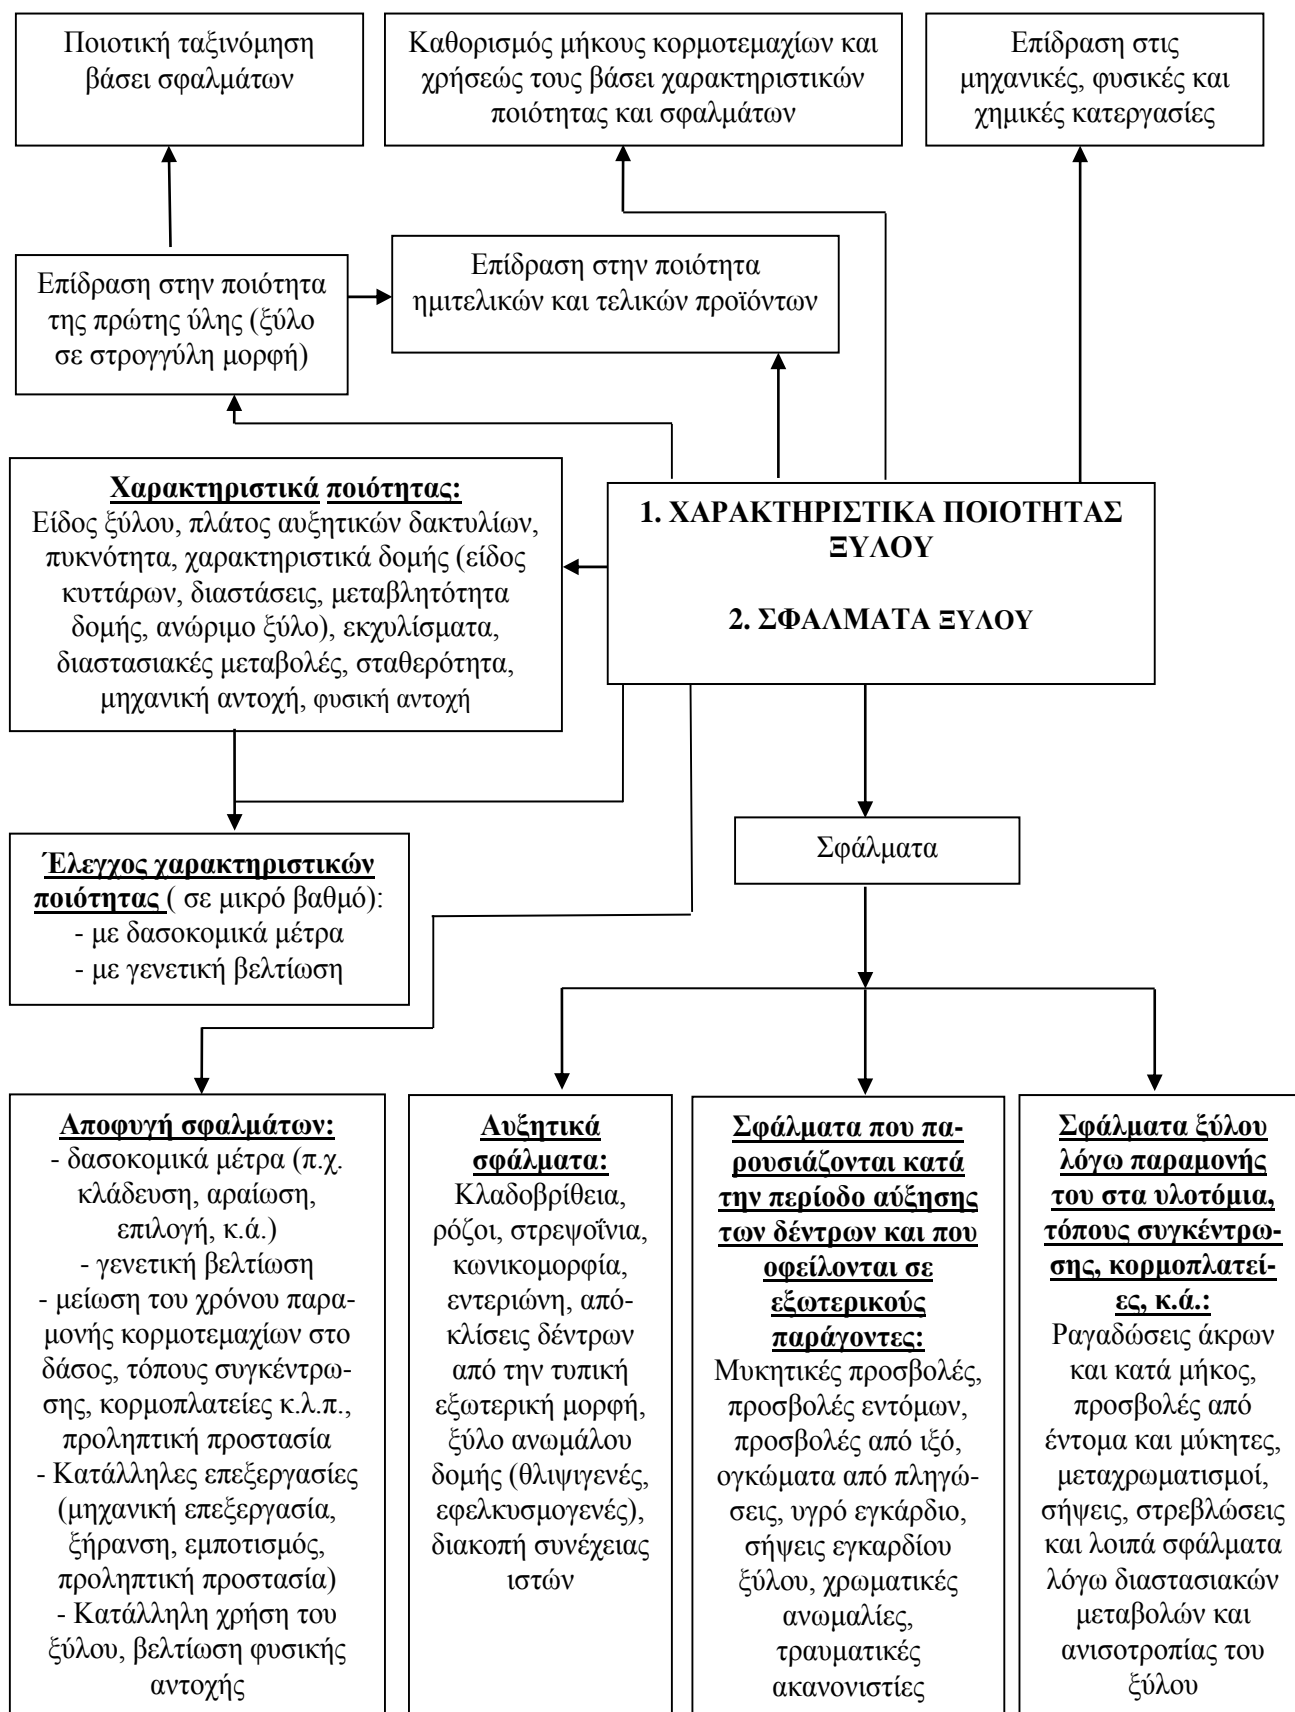 Ποιοτική ταξινόμηση
βάσει σφαλμάτων
Καθορισμός μήκους κορμοτεμαχίων και
χρήσεώς τους βάσει χαρακτηριστικών
ποιότητας και σφαλμάτων
Επίδραση στις
μηχανικές, φυσικές και
χημικές κατεργασίες
Επίδραση στην ποιότητα
της πρώτης ύλης (ξύλο
σε στρογγύλη μορφή)
Επίδραση στην ποιότητα
ημιτελικών και τελικών προϊόντων
Χαρακτηριστικά ποιότητας:
Είδος ξύλου, πλάτος αυξητικών δακτυλίων,
πυκνότητα, χαρακτηριστικά δομής (είδος
κυττάρων, διαστάσεις, μεταβλητότητα
δομής, ανώριμο ξύλο), εκχυλίσματα,
διαστασιακές μεταβολές, σταθερότητα,
μηχανική αντοχή, φυσική αντοχή
1. ΧΑΡΑΚΤΗΡΙΣΤΙΚΑ ΠΟΙΟΤΗΤΑΣ
ΞΥΛΟΥ
2. ΣΦΑΛΜΑΤΑ ΞΥΛΟΥ
Έλεγχος χαρακτηριστικών
ποιότητας ( σε μικρό βαθμό):
- με δασοκομικά μέτρα
- με γενετική βελτίωση
Σφάλματα
Αποφυγή σφαλμάτων:
- δασοκομικά μέτρα (π.χ.
κλάδευση, αραίωση,
επιλογή, κ.ά.)
- γενετική βελτίωση
- μείωση του χρόνου παρα-
μονής κορμοτεμαχίων στο
δάσος, τόπους συγκέντρω-
σης, κορμοπλατείες κ.λ.π.,
προληπτική προστασία
- Κατάλληλες επεξεργασίες
(μηχανική επεξεργασία,
ξήρανση, εμποτισμός,
προληπτική προστασία)
- Κατάλληλη χρήση του
ξύλου, βελτίωση φυσικής
αντοχής
Αυξητικά
σφάλματα:
Κλαδοβρίθεια,
ρόζοι, στρεψοΐνια,
κωνικομορφία,
εντεριώνη, από-
κλίσεις δέντρων
από την τυπική
εξωτερική μορφή,
ξύλο ανωμάλου
δομής (θλιψιγενές,
εφελκυσμογενές),
διακοπή συνέχειας
ιστών
Σφάλματα που πα-
ρουσιάζονται κατά
την περίοδο αύξησης
των δέντρων και που
οφείλονται σε
εξωτερικούς
παράγοντες:
Μυκητικές προσβολές,
προσβολές εντόμων,
προσβολές από ιξό,
ογκώματα από πληγώ-
σεις, υγρό εγκάρδιο,
σήψεις εγκαρδίου
ξύλου, χρωματικές
ανωμαλίες,
τραυματικές
ακανονιστίες
Σφάλματα ξύλου
λόγω παραμονής
του στα υλοτόμια,
τόπους συγκέντρω-
σης, κορμοπλατεί-
ες, κ.ά.:
Ραγαδώσεις άκρων
και κατά μήκος,
προσβολές από
έντομα και μύκητες,
μεταχρωματισμοί,
σήψεις, στρεβλώσεις
και λοιπά σφάλματα
λόγω διαστασιακών
μεταβολών και
ανισοτροπίας του
ξύλου